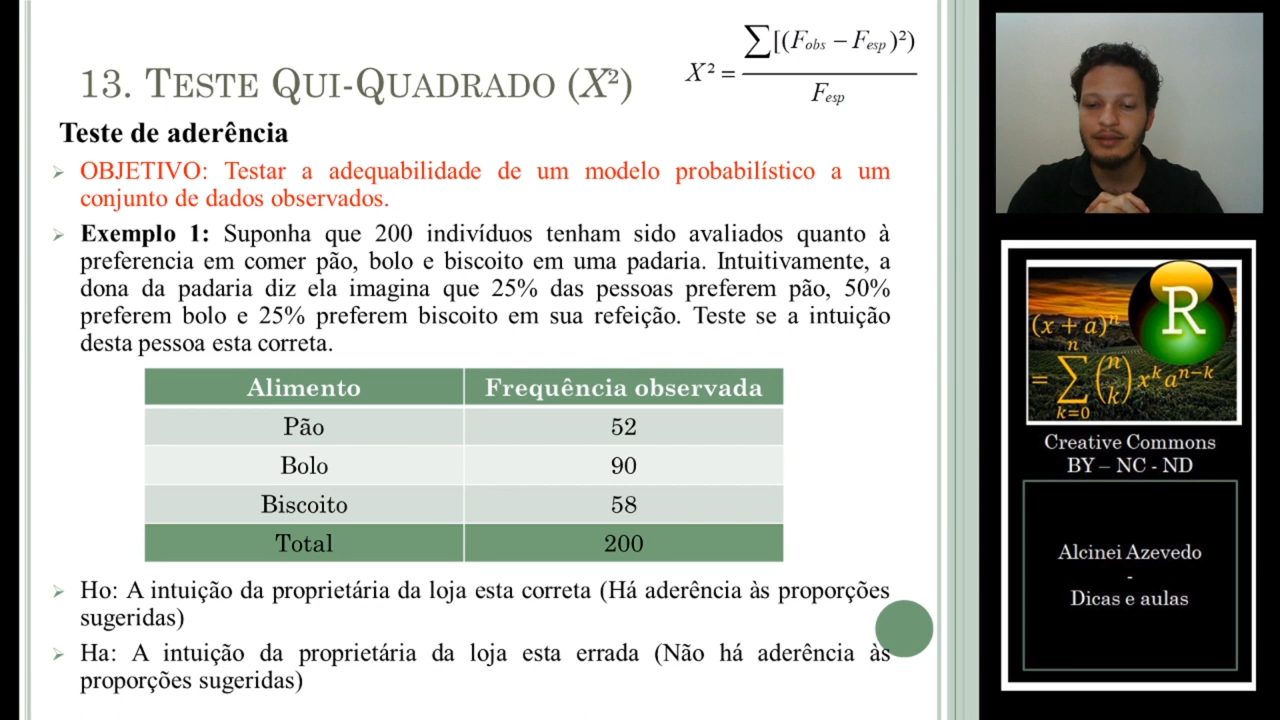 13. TESTE QUI-QUADRADO (X²)
X² = ∑[(Fobs − Fesp)²) / Fesp
Teste de aderência
OBJETIVO: Testar a adequabilidade de um modelo probabilístico a um
conjunto de dados observados.
Exemplo 1: Suponha que 200 indivíduos tenham sido avaliados quanto à
preferencia em comer pão, bolo e biscoito em uma padaria. Intuitivamente, a
dona da padaria diz ela imagina que 25% das pessoas preferem pão, 50%
preferem bolo e 25% preferem biscoito em sua refeição. Teste se a intuição
desta pessoa esta correta.
Alimento Frequência observada
Pão 52
Bolo 90
Biscoito 58
Total 200
Ho: A intuição da proprietária da loja esta correta (Há aderência às proporções
sugeridas)
Ha: A intuição da proprietária da loja esta errada (Não há aderência às
proporções sugeridas)
R
(x + a)ⁿ
= ∑ₖ₌₀ⁿ (n k) xᵏaⁿ⁻ᵏ
Creative Commons
BY – NC - ND
Alcinei Azevedo
-
Dicas e aulas